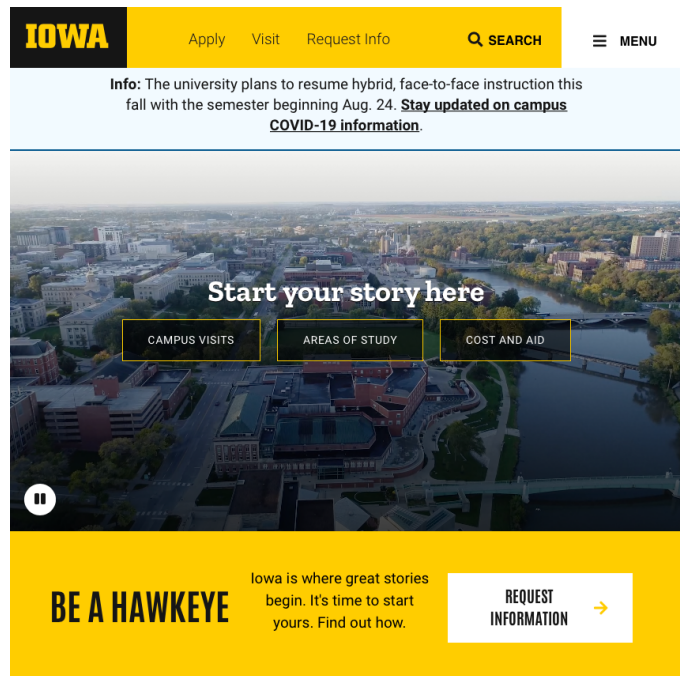 IOWA
Apply Visit Request Info SEARCH MENU
Info: The university plans to resume hybrid, face-to-face instruction this
fall with the semester beginning Aug. 24. Stay updated on campus
COVID-19 information.
Start your story here
CAMPUS VISITS AREAS OF STUDY COST AND AID
BE A HAWKEYE
Iowa is where great stories
begin. It's time to start
yours. Find out how.
REQUEST
INFORMATION